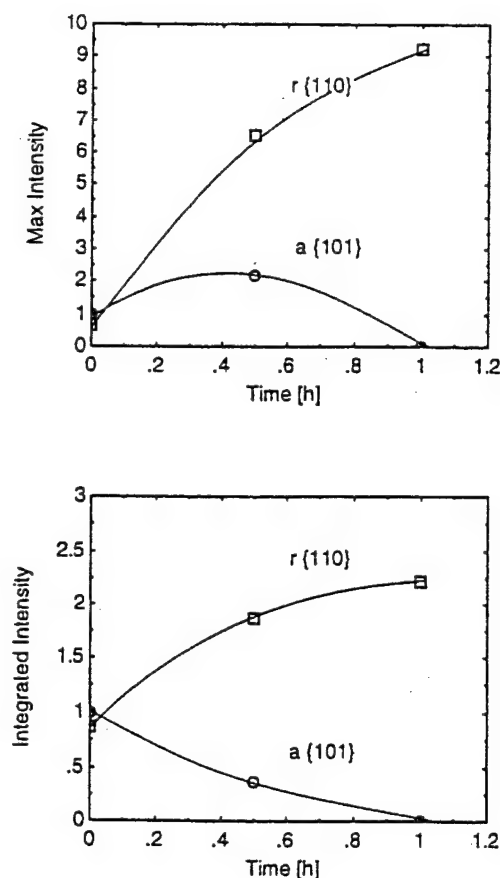 10
9
8
7
6
5
4
3
2
1
0
Max Intensity
r {110}
a {101}
0 .2 .4 .6 .8 1 1.2
Time [h]
3
2.5
2
1.5
1
.5
0
Integrated Intensity
r {110}
a {101}
0 .2 .4 .6 .8 1 1.2
Time [h]